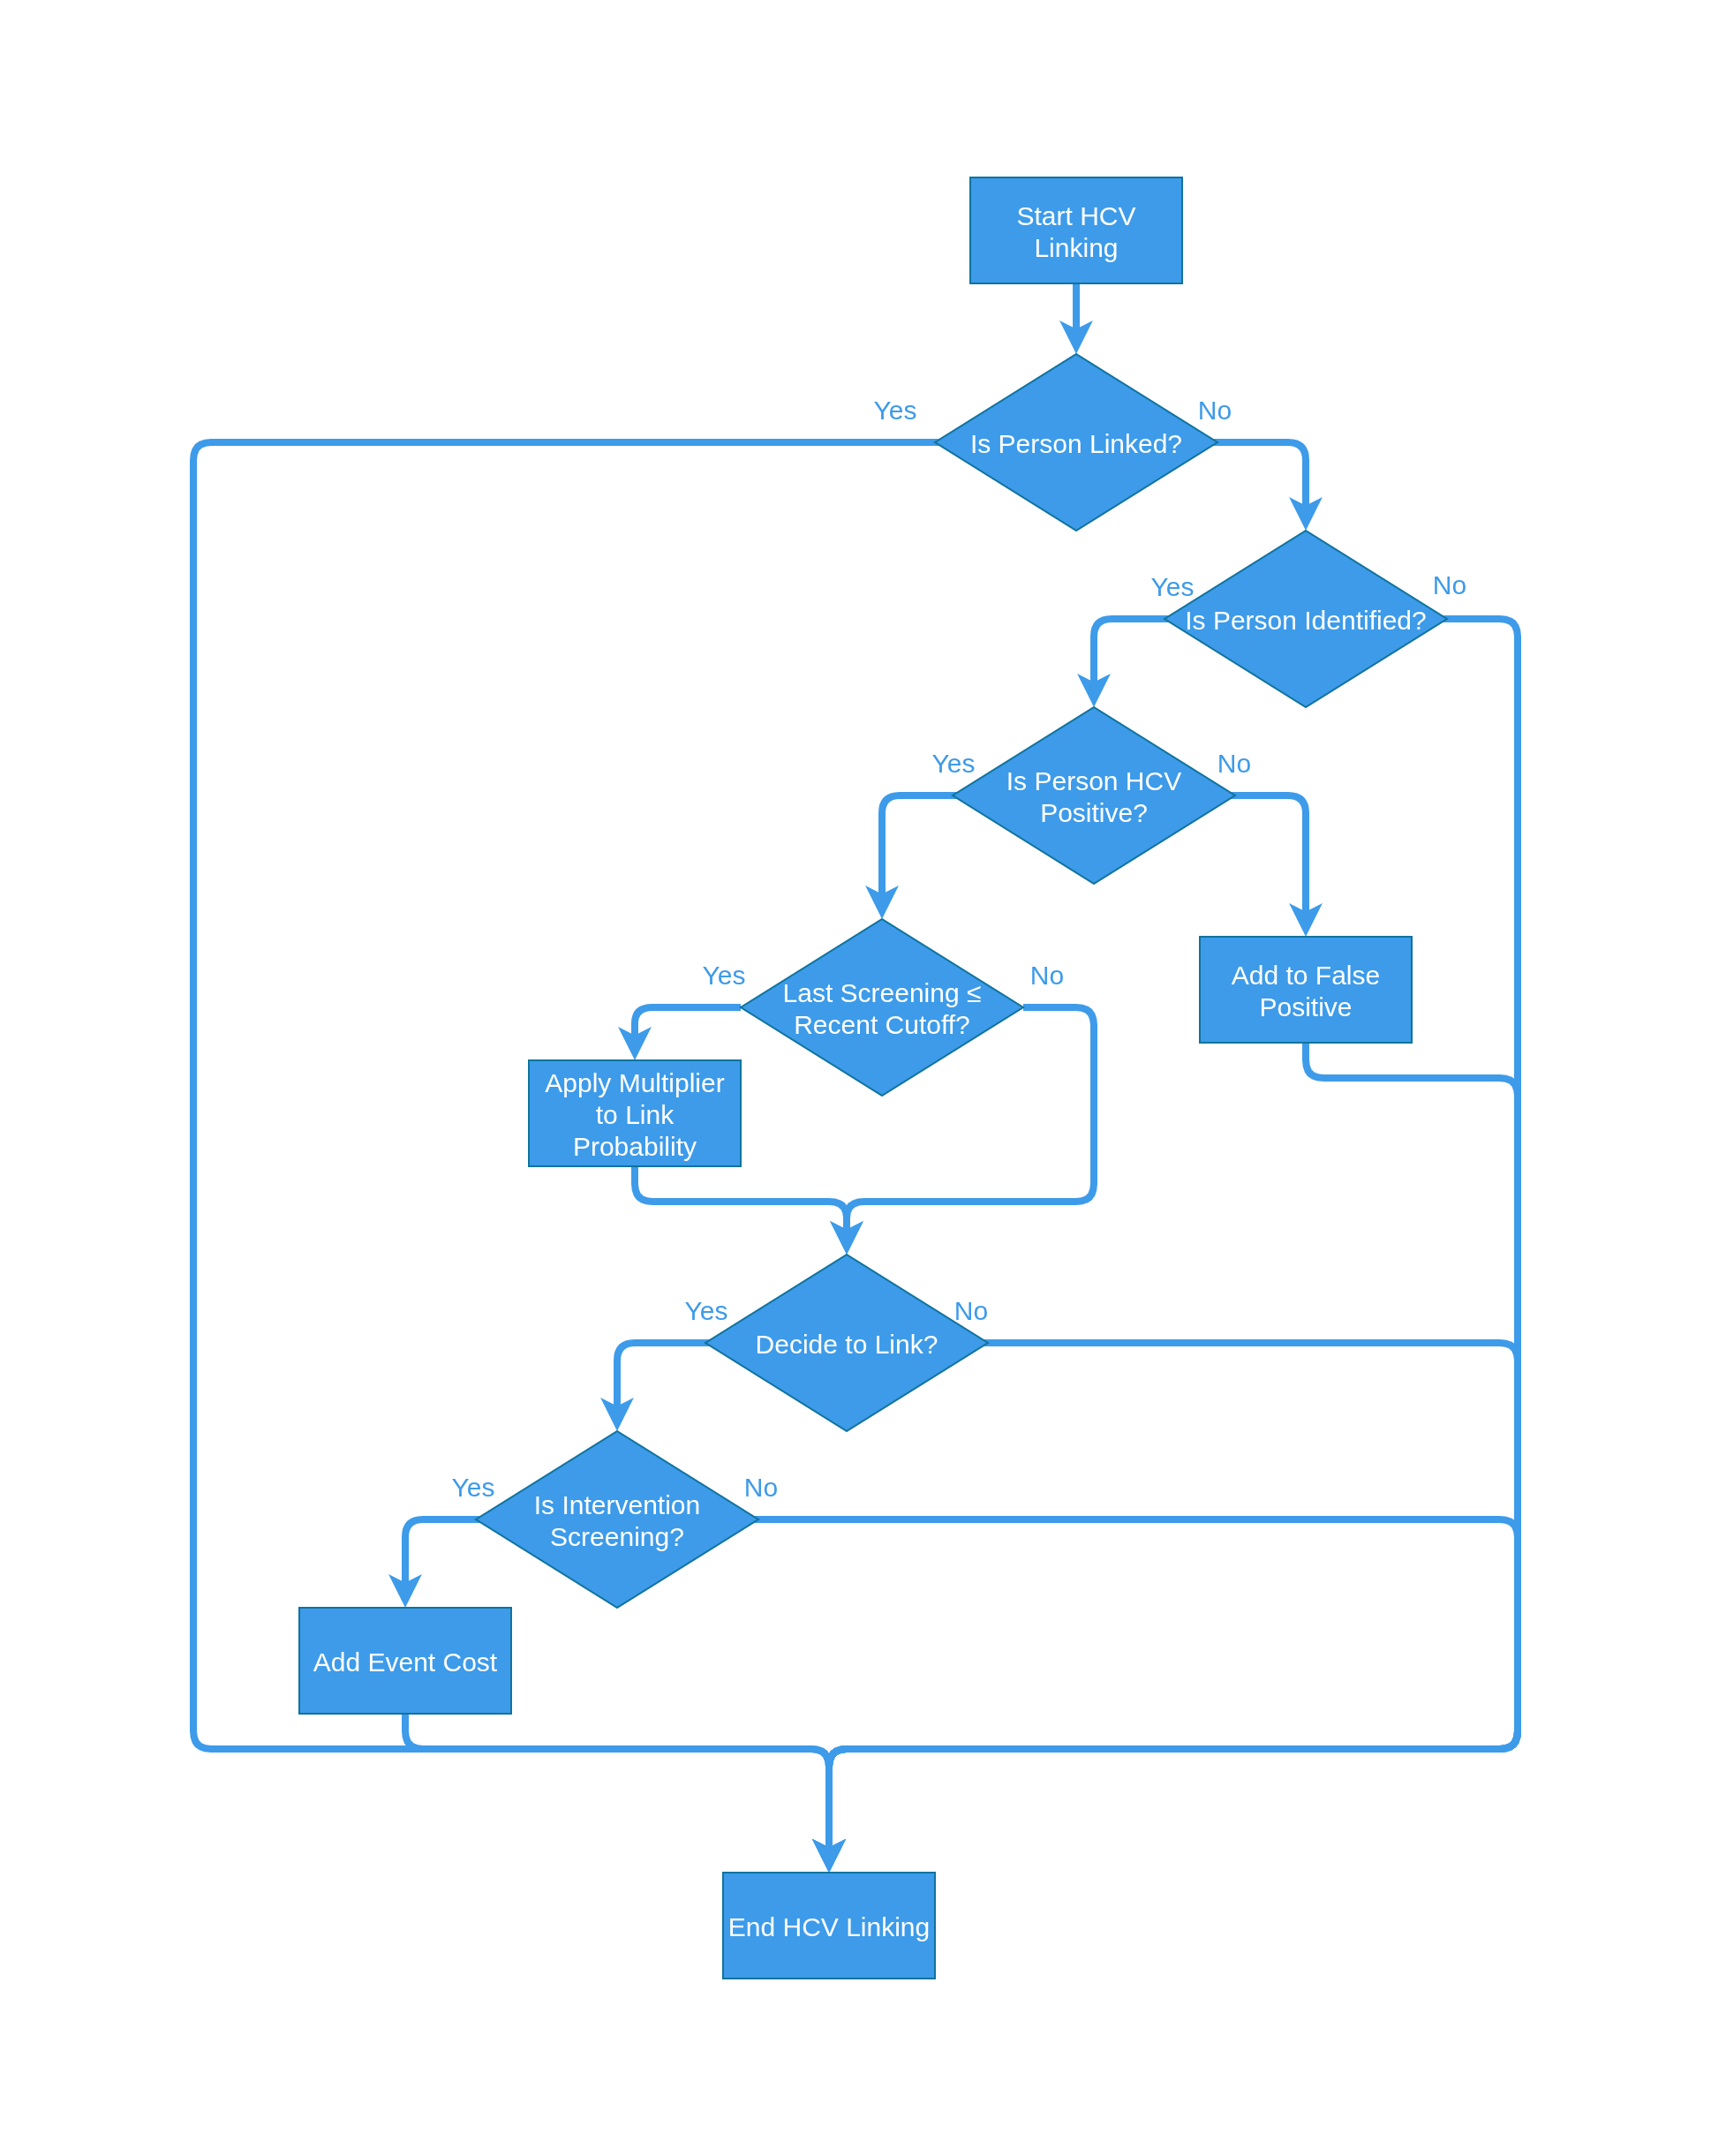 Start HCV
Linking
Yes
No
Is Person Linked?
Yes
No
Is Person Identified?
Yes
No
Is Person HCV
Positive?
Yes
No
Last Screening ≤
Recent Cutoff?
Add to False
Positive
Apply Multiplier
to Link
Probability
Yes
No
Decide to Link?
Yes
No
Is Intervention
Screening?
Add Event Cost
End HCV Linking